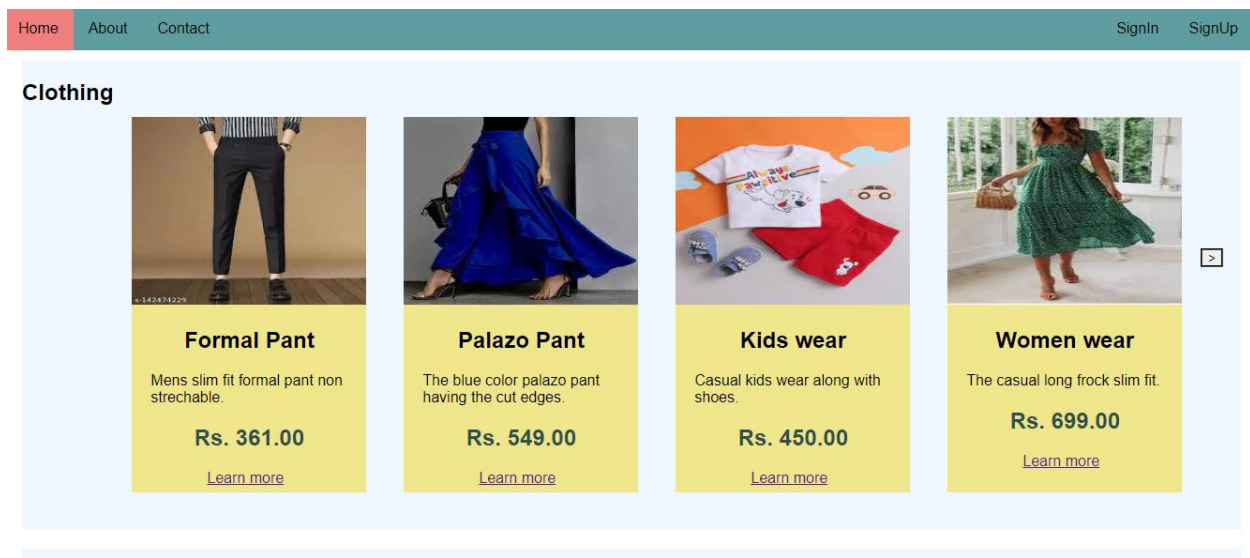 Home About Contact SignIn SignUp
Clothing
Always
Pawsitive
s-142474229
>
Formal Pant
Mens slim fit formal pant non
strechable.
Rs. 361.00
Learn more
Palazo Pant
The blue color palazo pant
having the cut edges.
Rs. 549.00
Learn more
Kids wear
Casual kids wear along with
shoes.
Rs. 450.00
Learn more
Women wear
The casual long frock slim fit.
Rs. 699.00
Learn more